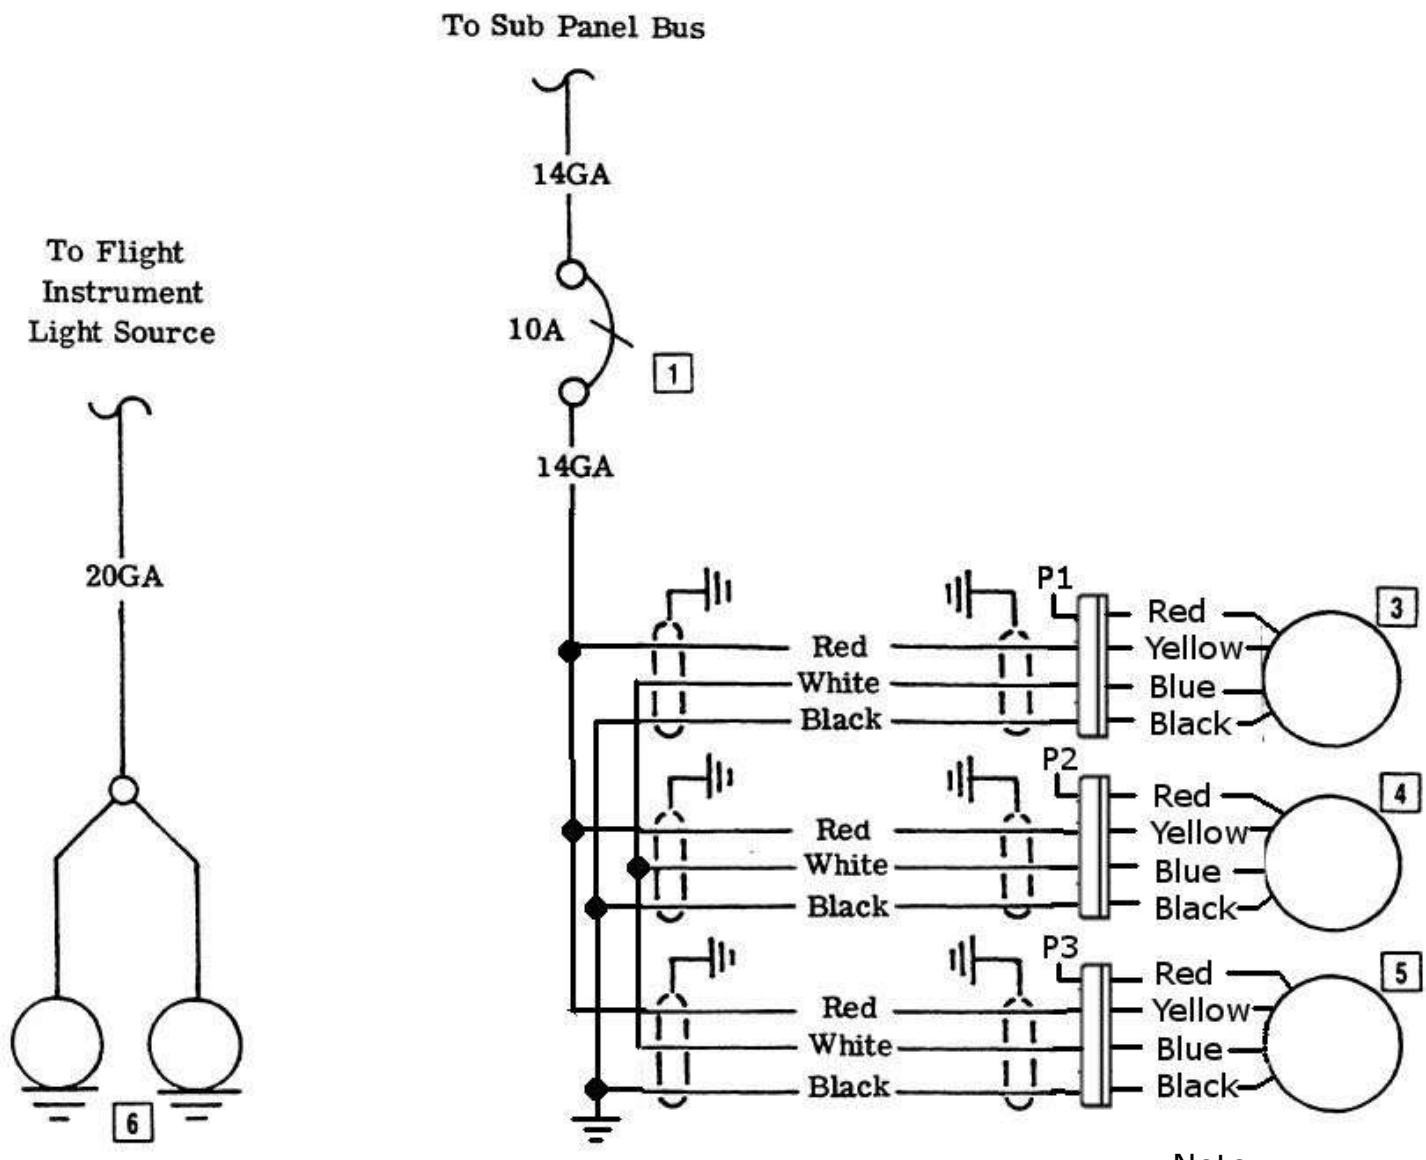 To Sub Panel Bus
14GA
To Flight
Instrument
Light Source
10A
1
14GA
20GA
P1
Red
3
Red
Yellow
White
Blue
Black
Black
P2
Red
4
Red
Yellow
White
Blue
Black
Black
P3
Red
5
Red
Yellow
White
Blue
Black
Black
6